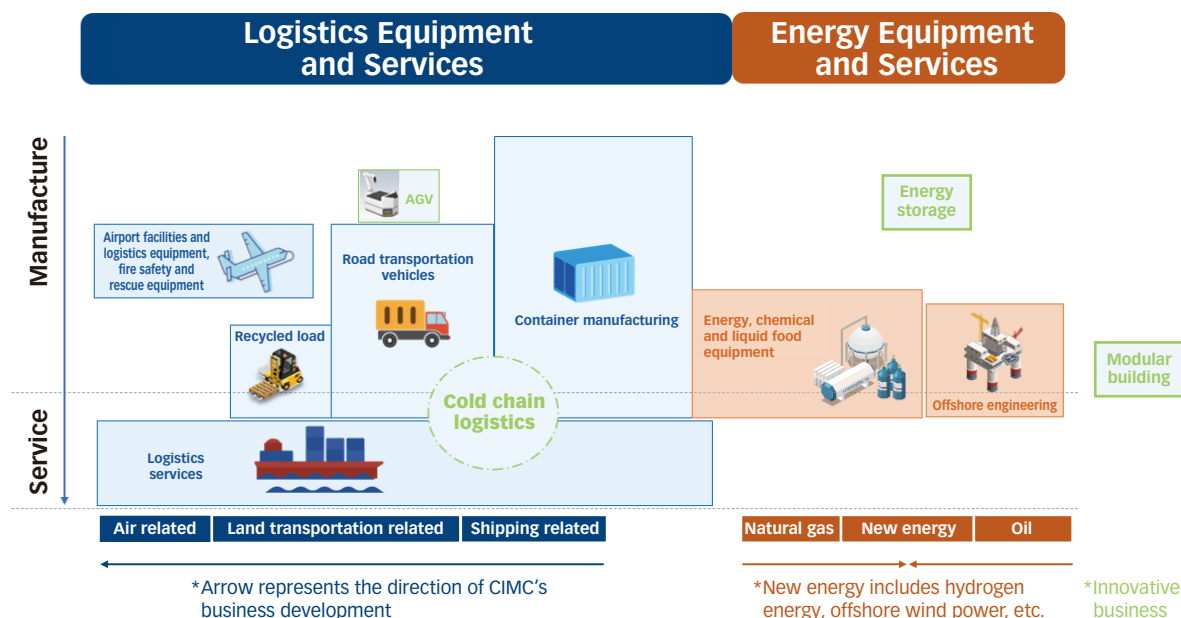 Logistics Equipment
and Services
Energy Equipment
and Services
Manufacture
Service
AGV
Energy
storage
Airport facilities and
logistics equipment,
fire safety and
rescue equipment
Road transportation
vehicles
Container manufacturing
Recycled load
Energy, chemical
and liquid food
equipment
Offshore engineering
Modular
building
Cold chain
logistics
Logistics
services
Air related
Land transportation related
Shipping related
Natural gas
New energy
Oil
*Arrow represents the direction of CIMC's
business development
*New energy includes hydrogen
energy, offshore wind power, etc.
*Innovative
business